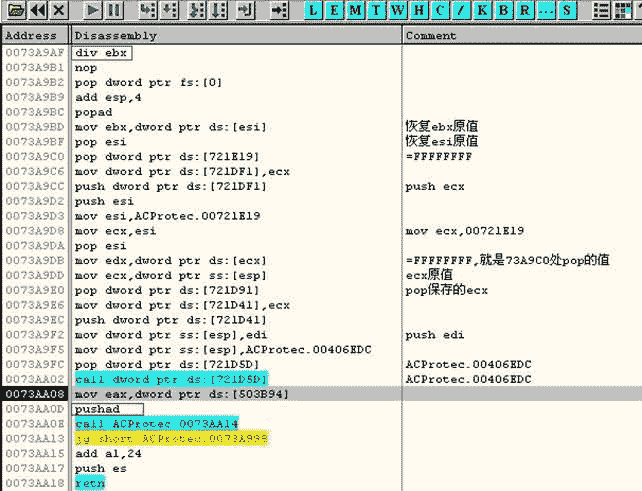 L E M T W H C / K B R ... S
Address Disassembly Comment
0073A9AF div ebx
0073A9B1 nop
0073A9B2 pop dword ptr fs:[0]
0073A9B9 add esp,4
0073A9BC popad
0073A9BD mov ebx,dword ptr ds:[esi] 恢复ebx原值
0073A9BF pop esi 恢复esi原值
0073A9C0 pop dword ptr ds:[721E19] =FFFFFFFF
0073A9C6 mov dword ptr ds:[721DF1],ecx
0073A9CC push dword ptr ds:[721DF1] push ecx
0073A9D2 push esi
0073A9D3 mov esi,ACProtec.00721E19
0073A9D8 mov ecx,esi mov ecx,00721E19
0073A9DA pop esi
0073A9DB mov edx,dword ptr ds:[ecx] =FFFFFFFF,就是73A9C0处pop的值
0073A9DD mov ecx,dword ptr ss:[esp] ecx原值
0073A9E0 pop dword ptr ds:[721D91] pop保存的ecx
0073A9E6 mov dword ptr ds:[721D41],ecx
0073A9EC push dword ptr ds:[721D41]
0073A9F2 mov dword ptr ss:[esp],edi push edi
0073A9F5 mov dword ptr ss:[esp],ACProtec.00406EDC
0073A9FC pop dword ptr ds:[721D5D] ACProtec.00406EDC
0073AA02 call dword ptr ds:[721D5D] ACProtec.00406EDC
0073AA08 mov eax,dword ptr ds:[503B94]
0073AA0D pushad
0073AA0E call ACProtec.0073AA14
0073AA13 jg short ACProtec.0073A999
0073AA15 add al,24
0073AA17 push es
0073AA18 retn